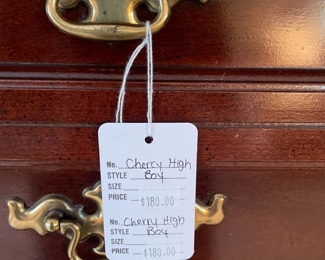 No. Cherry High
STYLE Boy
SIZE
PRICE -$180.00-
No. Cherry High
STYLE Boy
SIZE
PRICE -$180.00-